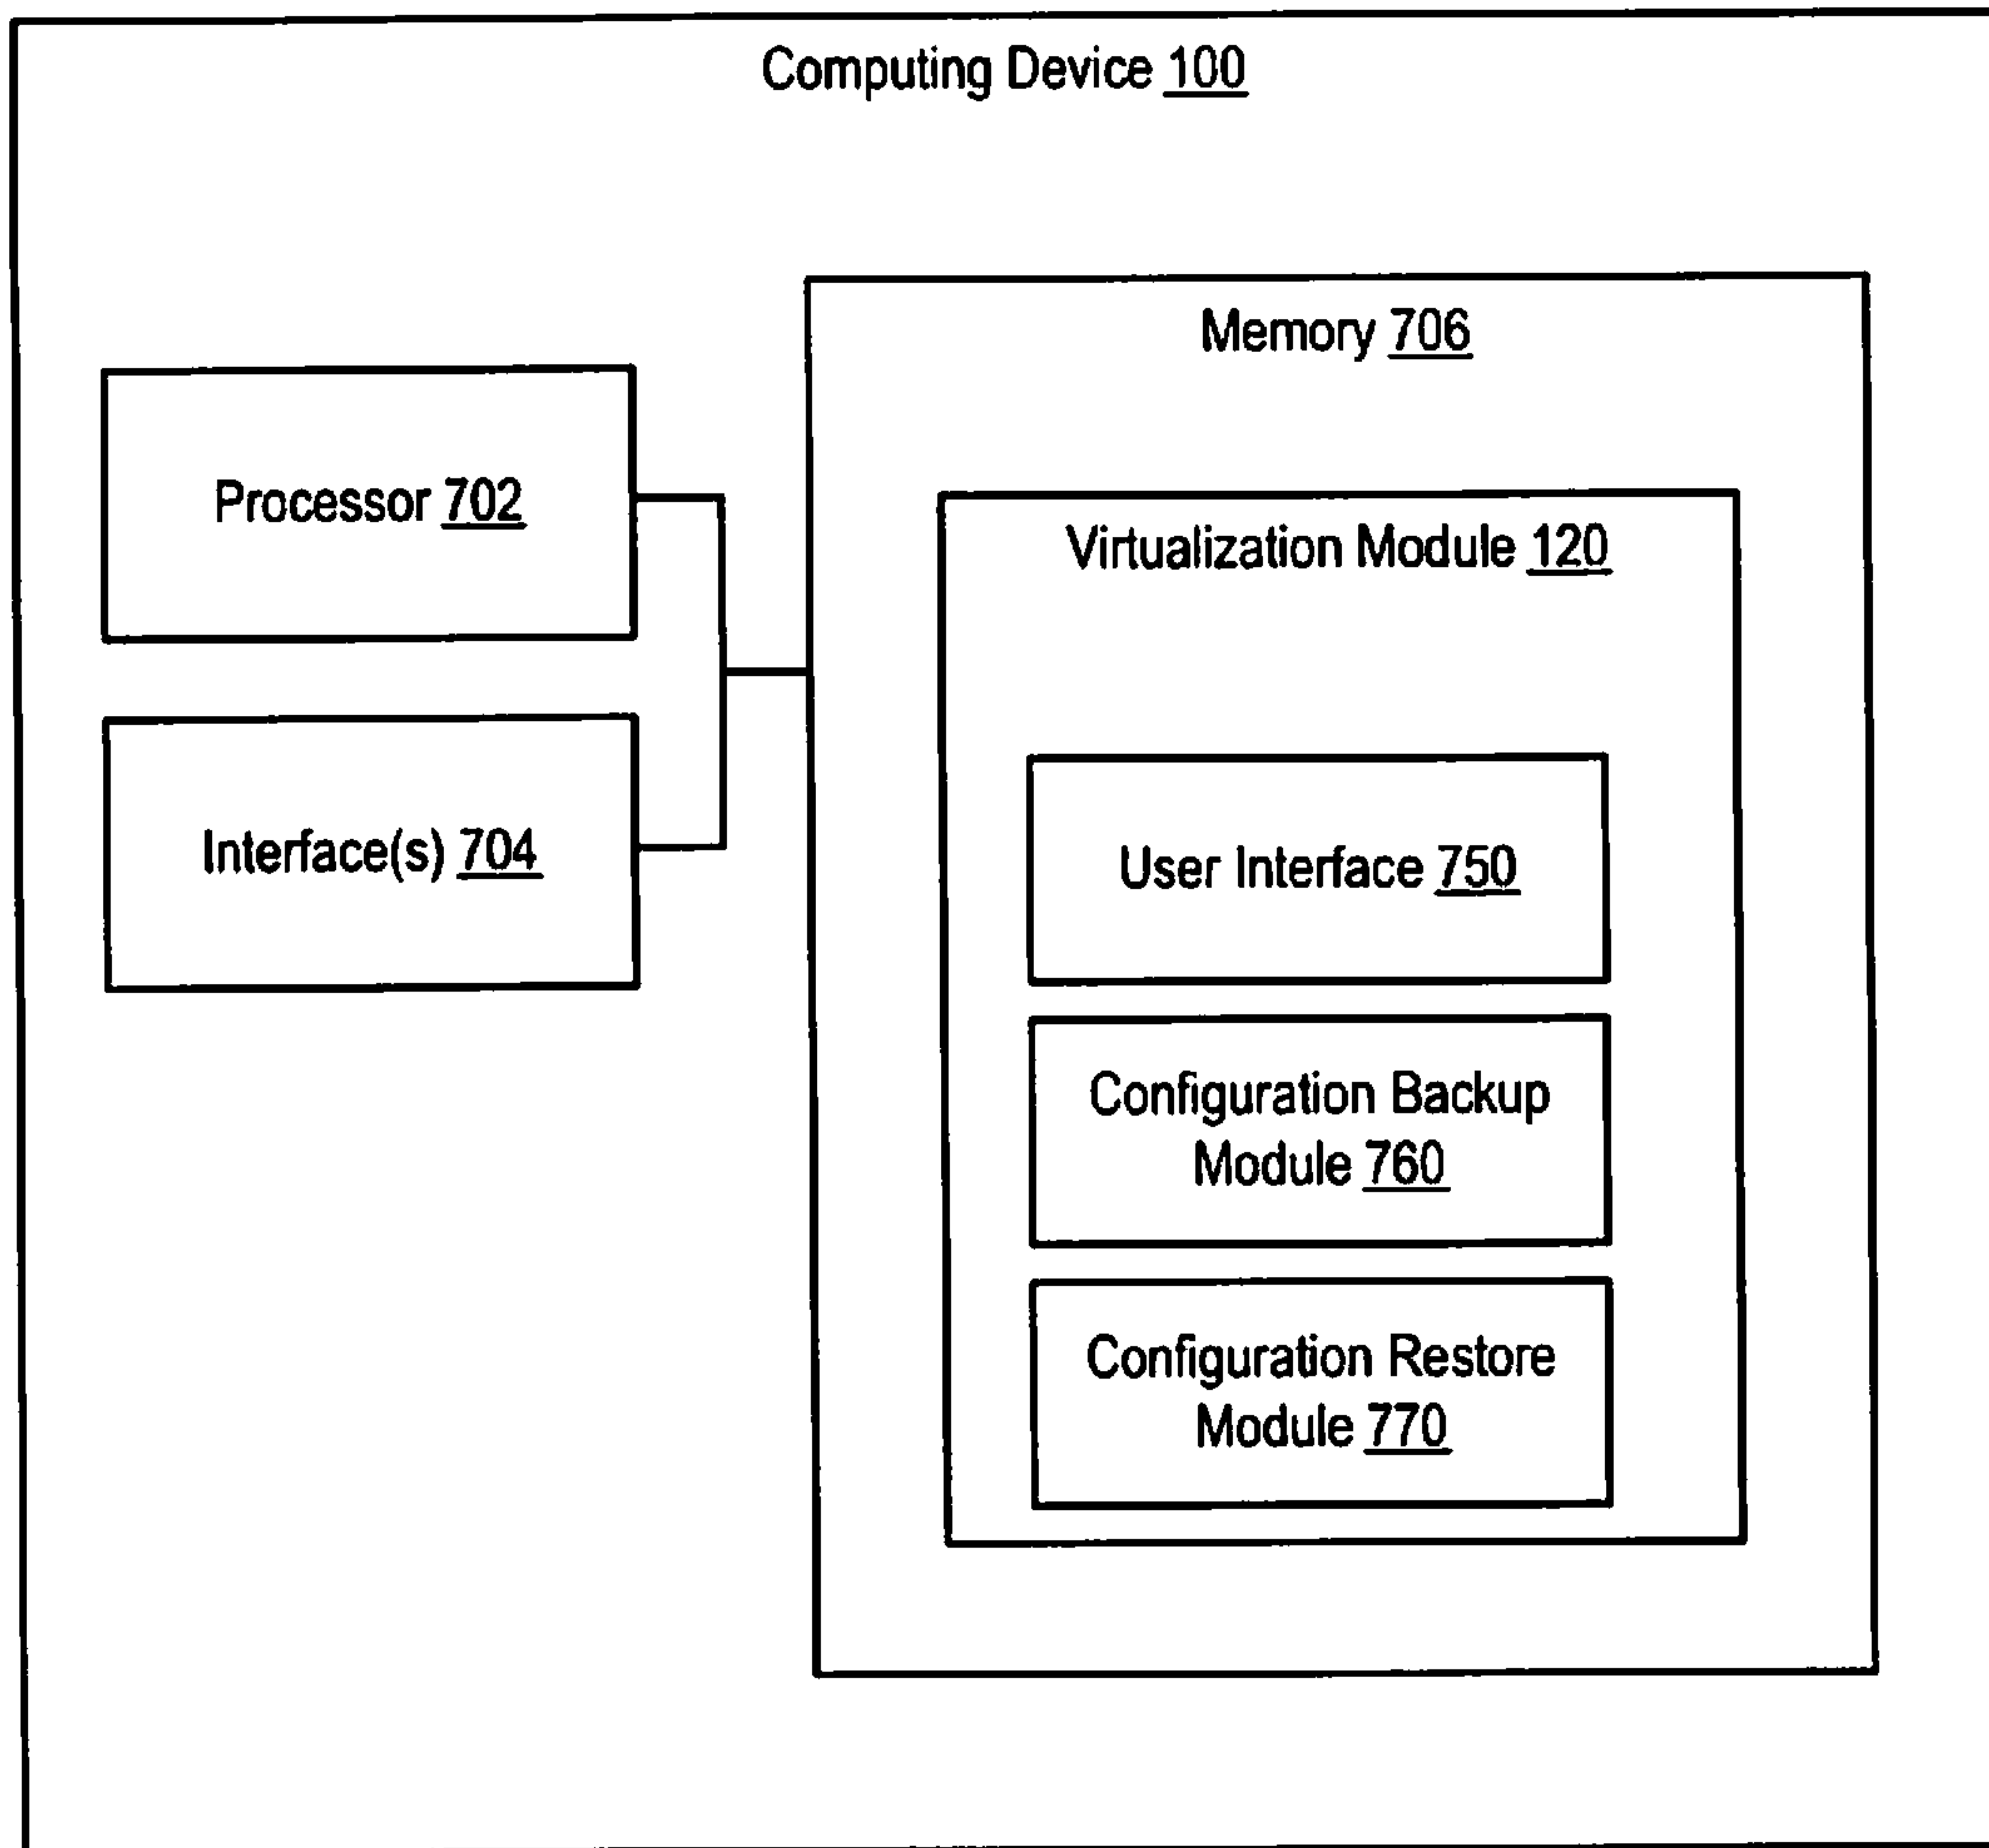 Computing Device 100
Memory 706
Processor 702
Virtualization Module 120
Interface(s) 704
User Interface 750
Configuration Backup
Module 760
Configuration Restore
Module 770